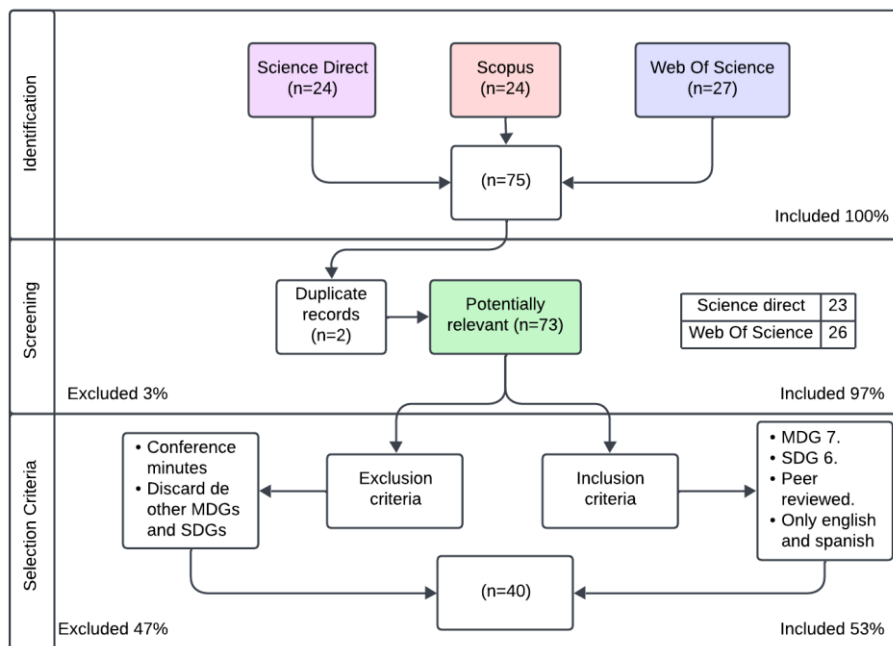 Identification
Science Direct
(n=24)
Scopus
(n=24)
Web Of Science
(n=27)
(n=75)
Included 100%
Screening
Duplicate
records
(n=2)
Potentially
relevant (n=73)
Science direct 23
Web Of Science 26
Excluded 3%
Included 97%
Selection Criteria
• Conference
minutes
• Discard de
other MDGs
and SDGs
Exclusion
criteria
Inclusion
criteria
• MDG 7.
• SDG 6.
• Peer
reviewed.
• Only english
and spanish
(n=40)
Excluded 47%
Included 53%